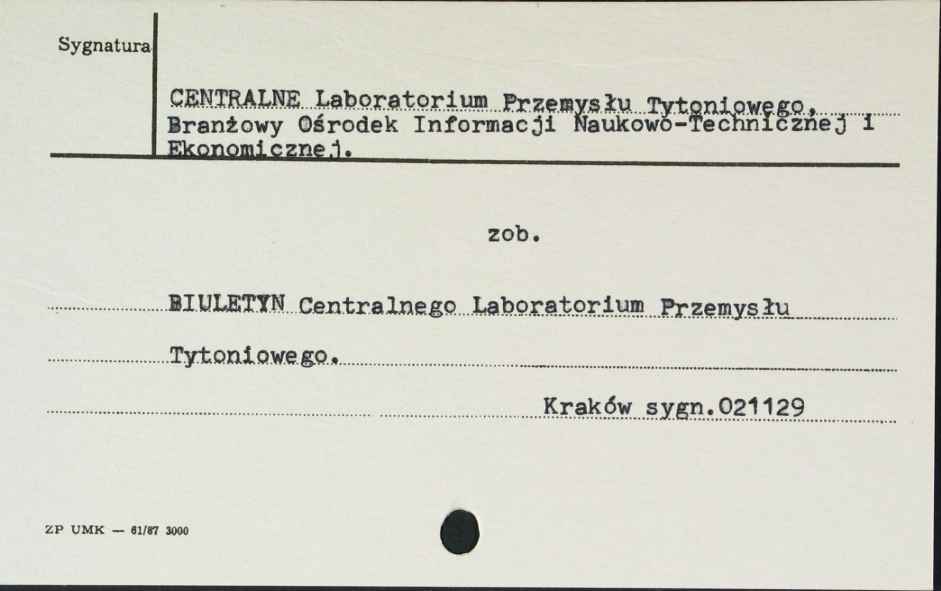 Sygnatura
CENTRALNE Laboratorium Przemysłu Tytoniowego,
Branżowy Ośrodek Informacji Naukowo-Technicznej i
Ekonomicznej.
zob.
BIULETYN Centralnego Laboratorium Przemysłu
Tytoniowego.
Kraków sygn.021129
ZP UMK — 61/87 3000